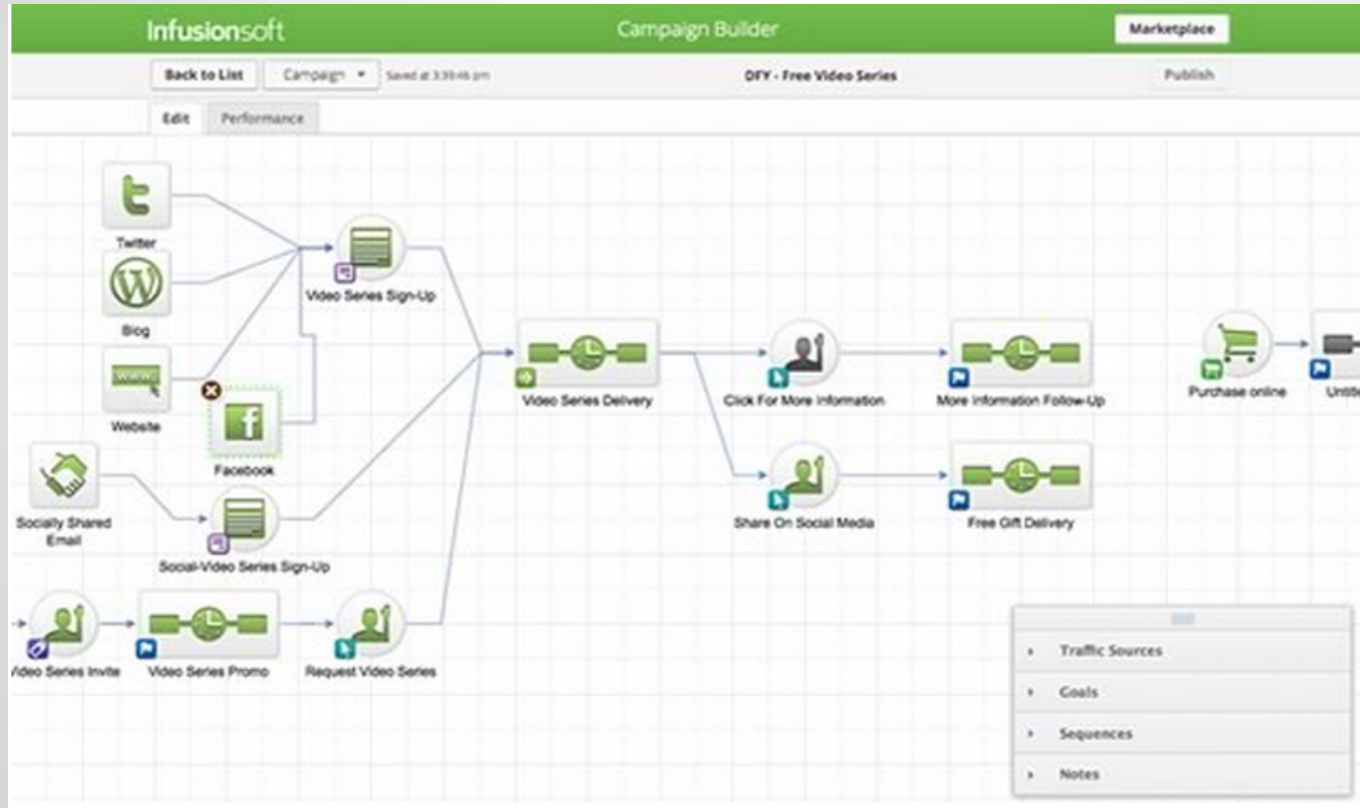 Infusionsoft
Campaign Builder
Marketplace
Back to List
Campaign
Saved at 3:39:46 pm
DFY - Free Video Series
Publish
Edit
Performance
Twitter
Video Series Sign-Up
Blog
www
Website
Facebook
Video Series Delivery
Click For More Information
More Information Follow-Up
Purchase online
Socially Shared
Email
Social-Video Series Sign-Up
Share On Social Media
Free Gift Delivery
Series Invite
Video Series Promo
Request Video Series
Traffic Sources
Goals
Sequences
Notes